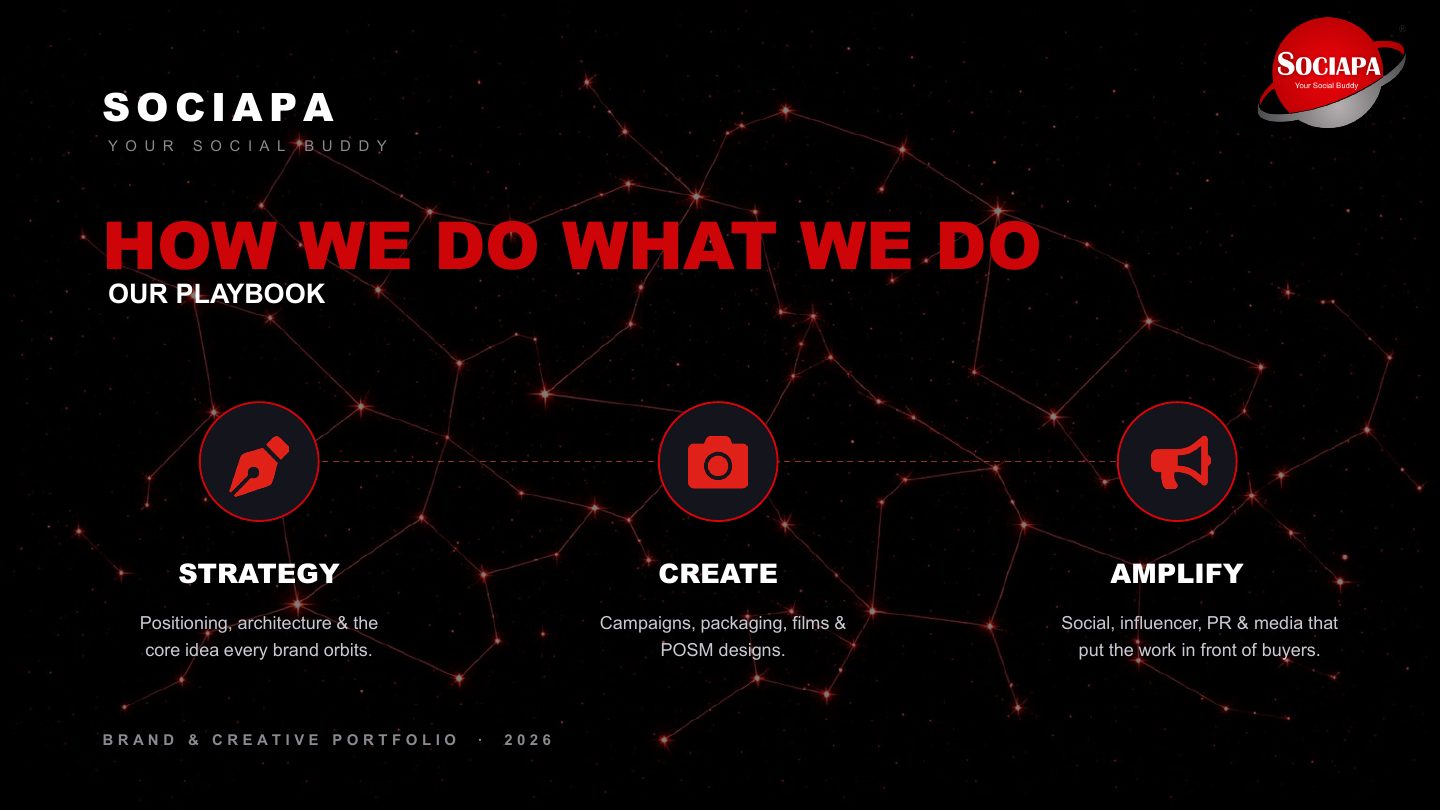 SOCIAPA
Your Social Buddy
®
SOCIAPA
YOUR SOCIAL BUDDY
HOW WE DO WHAT WE DO
OUR PLAYBOOK
STRATEGY
Positioning, architecture & the
core idea every brand orbits.
CREATE
Campaigns, packaging, films &
POSM designs.
AMPLIFY
Social, influencer, PR & media that
put the work in front of buyers.
BRAND & CREATIVE PORTFOLIO · 2026